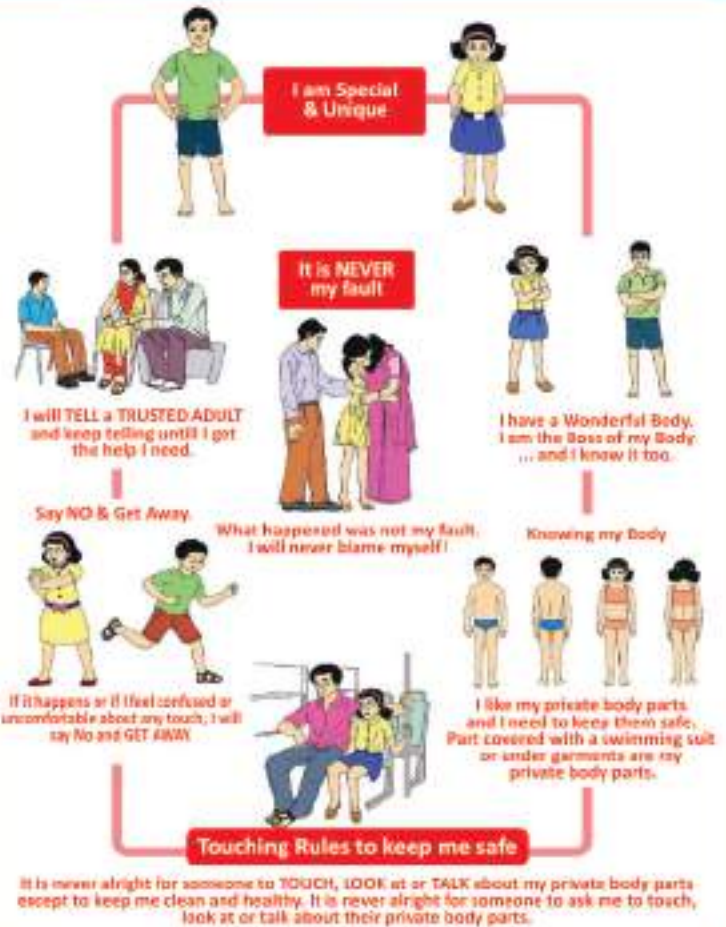 I am Special
& Unique
It is NEVER
my fault
I will TELL a TRUSTED ADULT
and keep telling untill I get
the help I need.
I have a Wonderful Body.
I am the Boss of my Body
... and I know it too.
Say NO & Get Away.
What happened was not my fault.
I will never blame myself!
Knowing my Body
If it happens or if I feel confused or
uncomfortable about any touch, I will
say No and GET AWAY
I like my private body parts
and I need to keep them safe.
Part covered with a swimming suit
or under garments are my
private body parts.
Touching Rules to keep me safe
It is never alright for someone to TOUCH, LOOK at or TALK about my private body parts
except to keep me clean and healthy. It is never alright for someone to ask me to touch,
look at or talk about their private body parts.